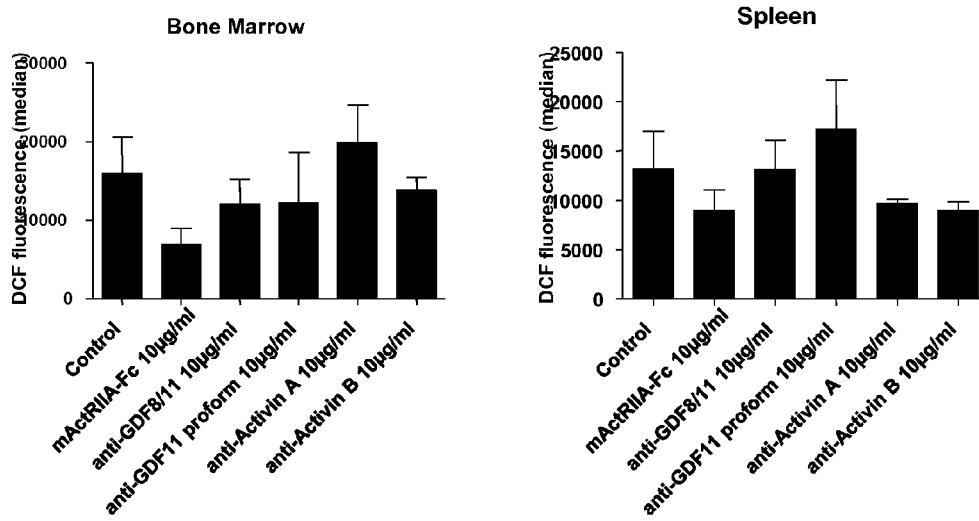 Bone Marrow
DCF fluorescence (median)
30000
20000
10000
0
Control
mActRIIA-Fc 10µg/ml
anti-GDF8/11 10µg/ml
anti-GDF11 proform 10µg/ml
anti-Activin A 10µg/ml
anti-Activin B 10µg/ml
Spleen
DCF fluorescence (median)
25000
20000
15000
10000
5000
0
Control
mActRIIA-Fc 10µg/ml
anti-GDF8/11 10µg/ml
anti-GDF11 proform 10µg/ml
anti-Activin A 10µg/ml
anti-Activin B 10µg/ml